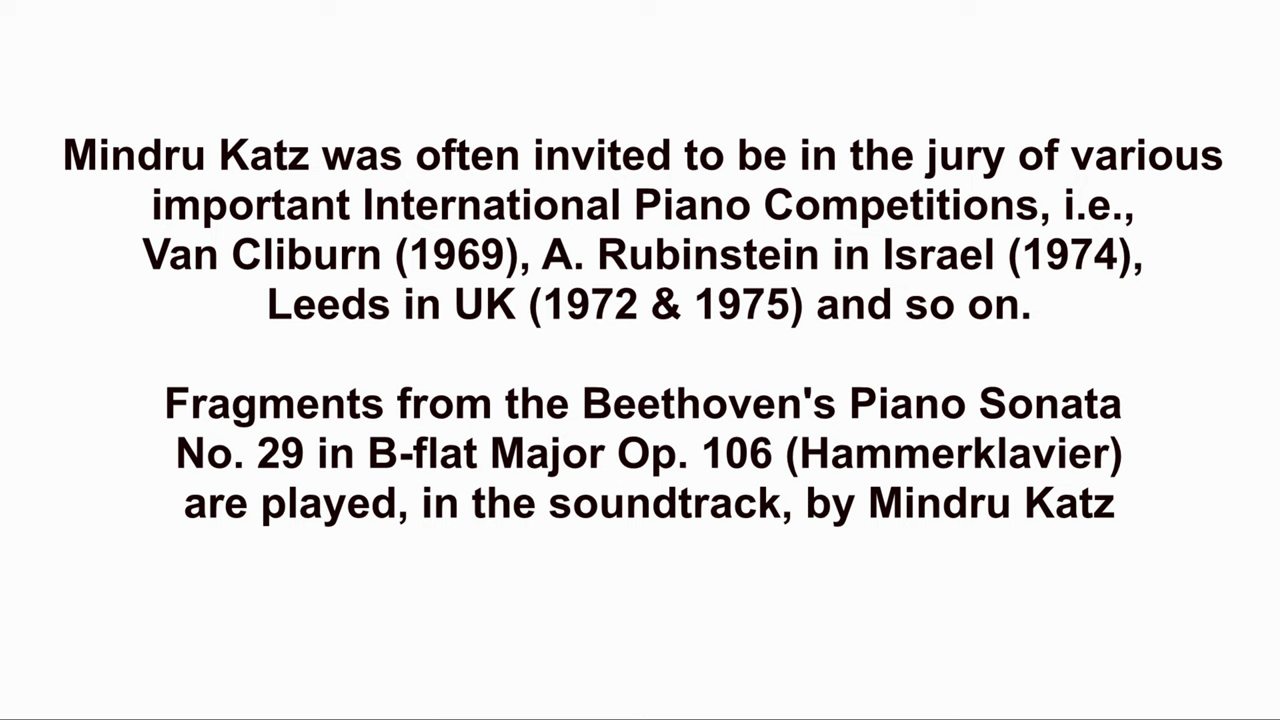 Mindru Katz was often invited to be in the jury of various
important International Piano Competitions, i.e.,
Van Cliburn (1969), A. Rubinstein in Israel (1974),
Leeds in UK (1972 & 1975) and so on.
Fragments from the Beethoven's Piano Sonata
No. 29 in B-flat Major Op. 106 (Hammerklavier)
are played, in the soundtrack, by Mindru Katz